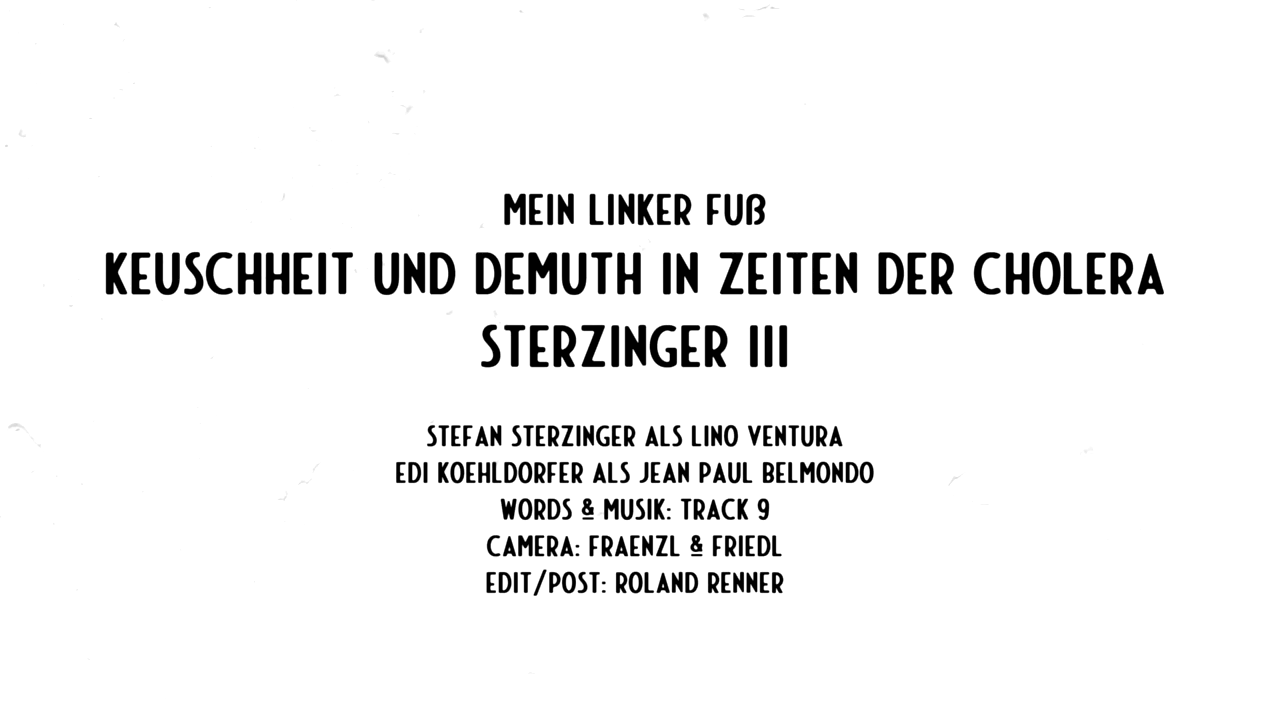 MEIN LINKER FUß
KEUSCHHEIT UND DEMUTH IN ZEITEN DER CHOLERA
STERZINGER III
STEFAN STERZINGER ALS LINO VENTURA
EDI KOEHLDORFER ALS JEAN PAUL BELMONDO
WORDS & MUSIK: TRACK 9
CAMERA: FRAENZL & FRIEDL
EDIT/POST: ROLAND RENNER